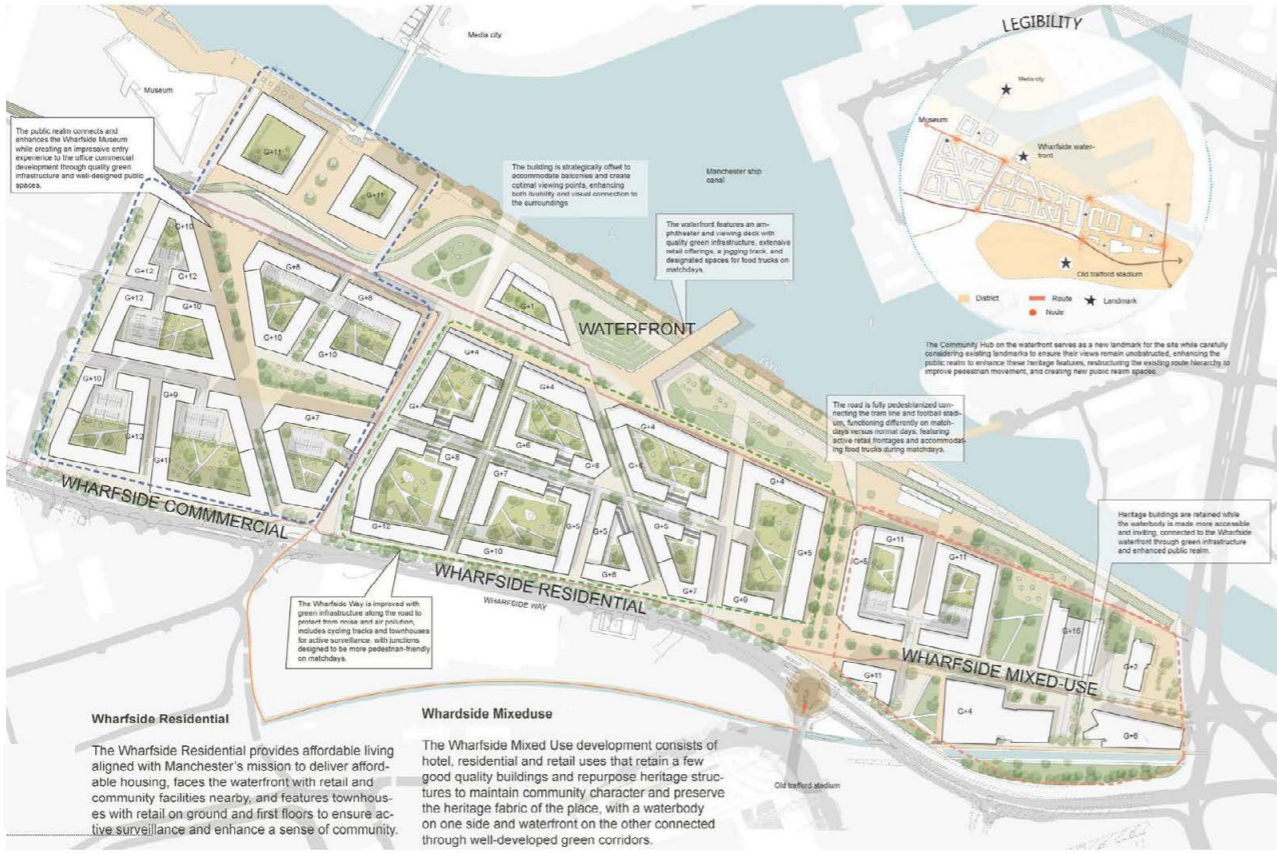 Media city
LEGIBILITY
Media city
Museum
Wharfside water-
front
Old trafford stadium
District
Route
Landmark
Node
The Community Hub on the waterfront serves as a new landmark for the site while carefully
considering existing landmarks to ensure their views remain unobstructed, enhancing the
public realm to enhance these heritage features, restructuring the existing route hierarchy to
improve pedestrian movement, and creating new public realm spaces.
Museum
The public realm connects and
enhances the Wharfside Museum
while creating an impressive entry
experience to the office commercial
development through quality green
infrastructure and well-designed public
spaces.
G+11
G+11
The building is strategically offset to
accommodate balconies and create
optimal viewing points, enhancing
both livability and visual connection to
the surroundings
Manchester ship
canal
The waterfront features an am-
phitheater and viewing deck with
quality green infrastructure, extensive
retail offerings, a jogging track, and
designated spaces for food trucks on
matchdays.
G+10
G+12
G+12
G+12
G+10
G+10
G+8
G+8
G+10
G+10
G+10
G+9
G+12
G+11
G+7
WHARFSIDE COMMMERCIAL
G+1
WATERFRONT
G+4
G+4
G+7
G+6
G+4
G+8
G+7
G+6
G+5
G+4
G+12
G+10
G+5
G+5
G+5
G+5
G+8
G+7
G+9
WHARFSIDE RESIDENTIAL
WHARFSIDE WAY
The road is fully pedestrianized con-
necting the tram line and football stadi-
um, functioning differently on match-
days versus normal days, featuring
active retail frontages and accommodat-
ing food trucks during matchdays.
Heritage buildings are retained while
the waterbody is made more accessible
and inviting, connected to the Wharfside
waterfront through green infrastructure
and enhanced public realm.
G+11
G+11
G+5
G+15
G+2
G+11
G+4
G+6
WHARFSIDE MIXED-USE
The Wharfside Way is improved with
green infrastructure along the road to
protect from noise and air pollution,
includes cycling tracks and townhouses
for active surveillance, with junctions
designed to be more pedestrian-friendly
on matchdays.
Old trafford stadium
Wharfside Residential
The Wharfside Residential provides affordable living
aligned with Manchester's mission to deliver afford-
able housing, faces the waterfront with retail and
community facilities nearby, and features townhous-
es with retail on ground and first floors to ensure ac-
tive surveillance and enhance a sense of community.
Whardside Mixeduse
The Wharfside Mixed Use development consists of
hotel, residential and retail uses that retain a few
good quality buildings and repurpose heritage struc-
tures to maintain community character and preserve
the heritage fabric of the place, with a waterbody
on one side and waterfront on the other connected
through well-developed green corridors.